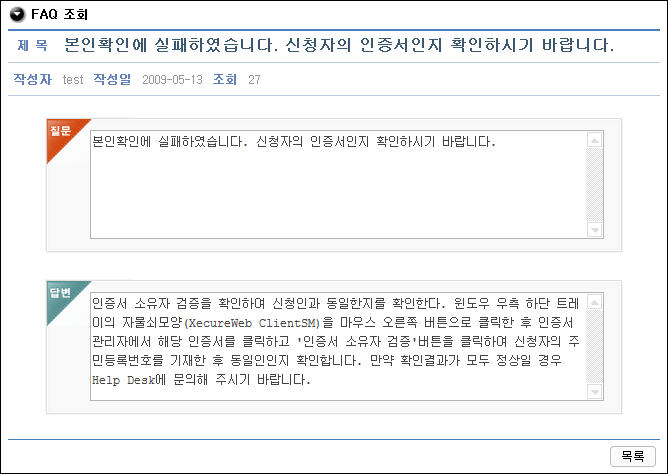 FAQ 조회
제 목 본인확인에 실패하였습니다. 신청자의 인증서인지 확인하시기 바랍니다.
작성자 test 작성일 2009-05-13 조회 27
질문
본인확인에 실패하였습니다. 신청자의 인증서인지 확인하시기 바랍니다.
답변
인증서 소유자 검증을 확인하며 신청인과 동일한지를 확인한다. 윈도우 우측 하단 트레
이의 자물쇠모양(XecureWeb ClientSM)을 마우스 오른쪽 버튼으로 클릭한 후 인증서
관리자에서 해당 인증서를 클릭하고 '인증서 소유자 검증'버튼을 클릭하며 신청자의 주
민등록번호를 기재한 후 동일인인지 확인합니다. 만약 확인결과가 모두 정상일 경우
Help Desk에 문의해 주시기 바랍니다.
목록